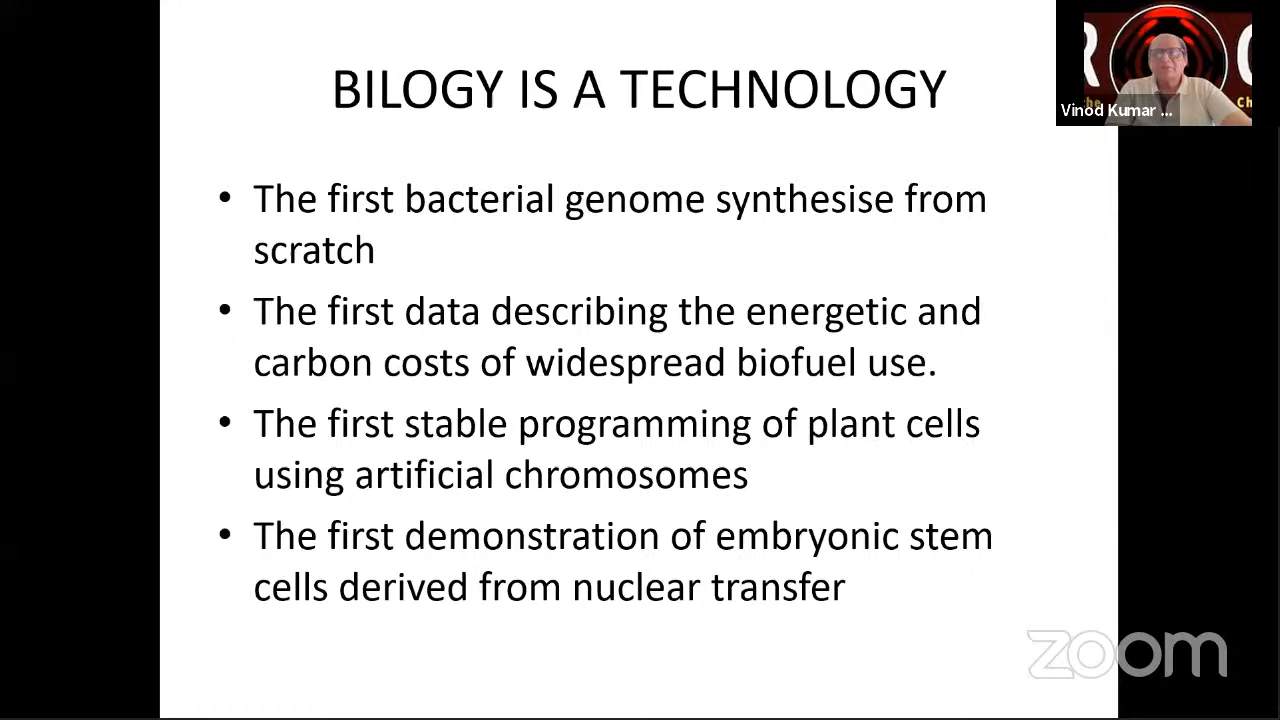 BILOGY IS A TECHNOLOGY
• The first bacterial genome synthesise from
scratch
• The first data describing the energetic and
carbon costs of widespread biofuel use.
• The first stable programming of plant cells
using artificial chromosomes
• The first demonstration of embryonic stem
cells derived from nuclear transfer
R
C
che
Ch
Vinod Kumar ...
zoom